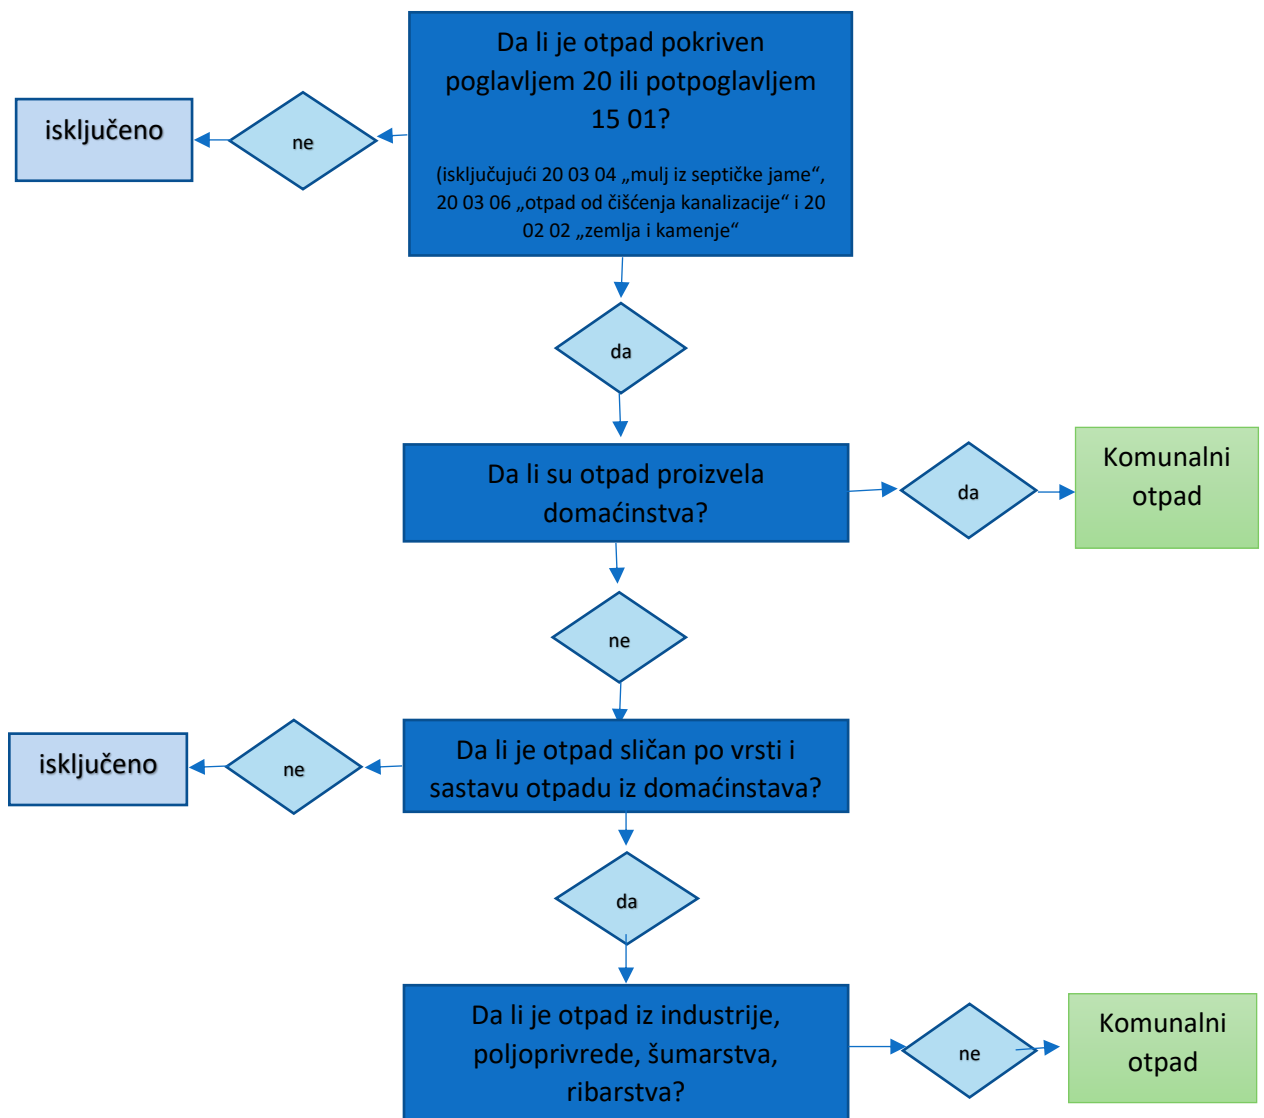 Da li je otpad pokriven
poglavljem 20 ili potpoglavljem
15 01?
(isključujući 20 03 04 „mulj iz septičke jame“,
20 03 06 „otpad od čišćenja kanalizacije“ i 20
02 02 „zemlja i kamenje“
ne
isključeno
da
Da li su otpad proizvela
domaćinstva?
da
Komunalni
otpad
ne
Da li je otpad sličan po vrsti i
sastavu otpadu iz domaćinstava?
ne
isključeno
da
Da li je otpad iz industrije,
poljoprivrede, šumarstva,
ribarstva?
ne
Komunalni
otpad